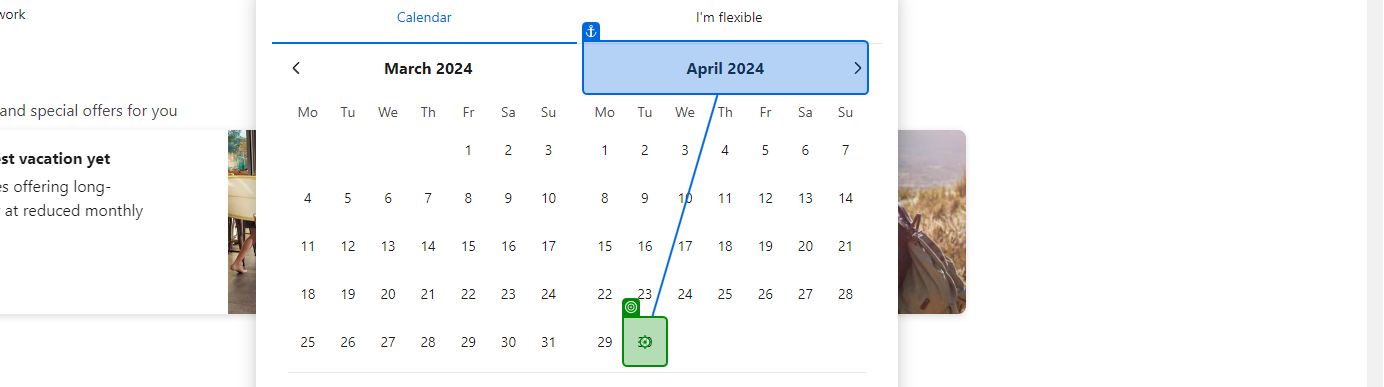 work
Calendar
I'm flexible
March 2024
April 2024
Mo Tu We Th Fr Sa Su
Mo Tu We Th Fr Sa Su
and special offers for you
est vacation yet
es offering long-
at reduced monthly
1 2 3
4 5 6 7 8 9 10
11 12 13 14 15 16 17
18 19 20 21 22 23 24
25 26 27 28 29 30 31
1 2 3 4 5 6 7
8 9 10 11 12 13 14
15 16 17 18 19 20 21
22 23 24 25 26 27 28
29